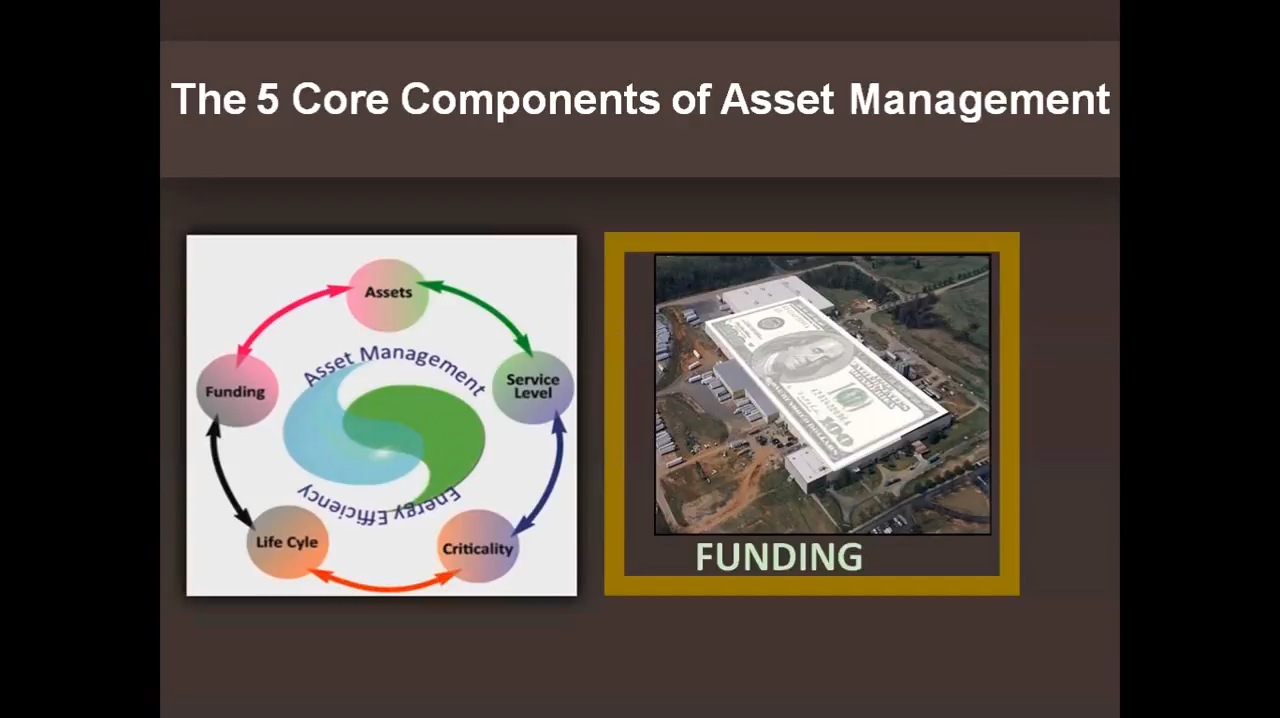 The 5 Core Components of Asset Management
Assets
Service
Level
Criticality
Life Cyle
Funding
Asset Management
Energy Efficiency
100
FUNDING